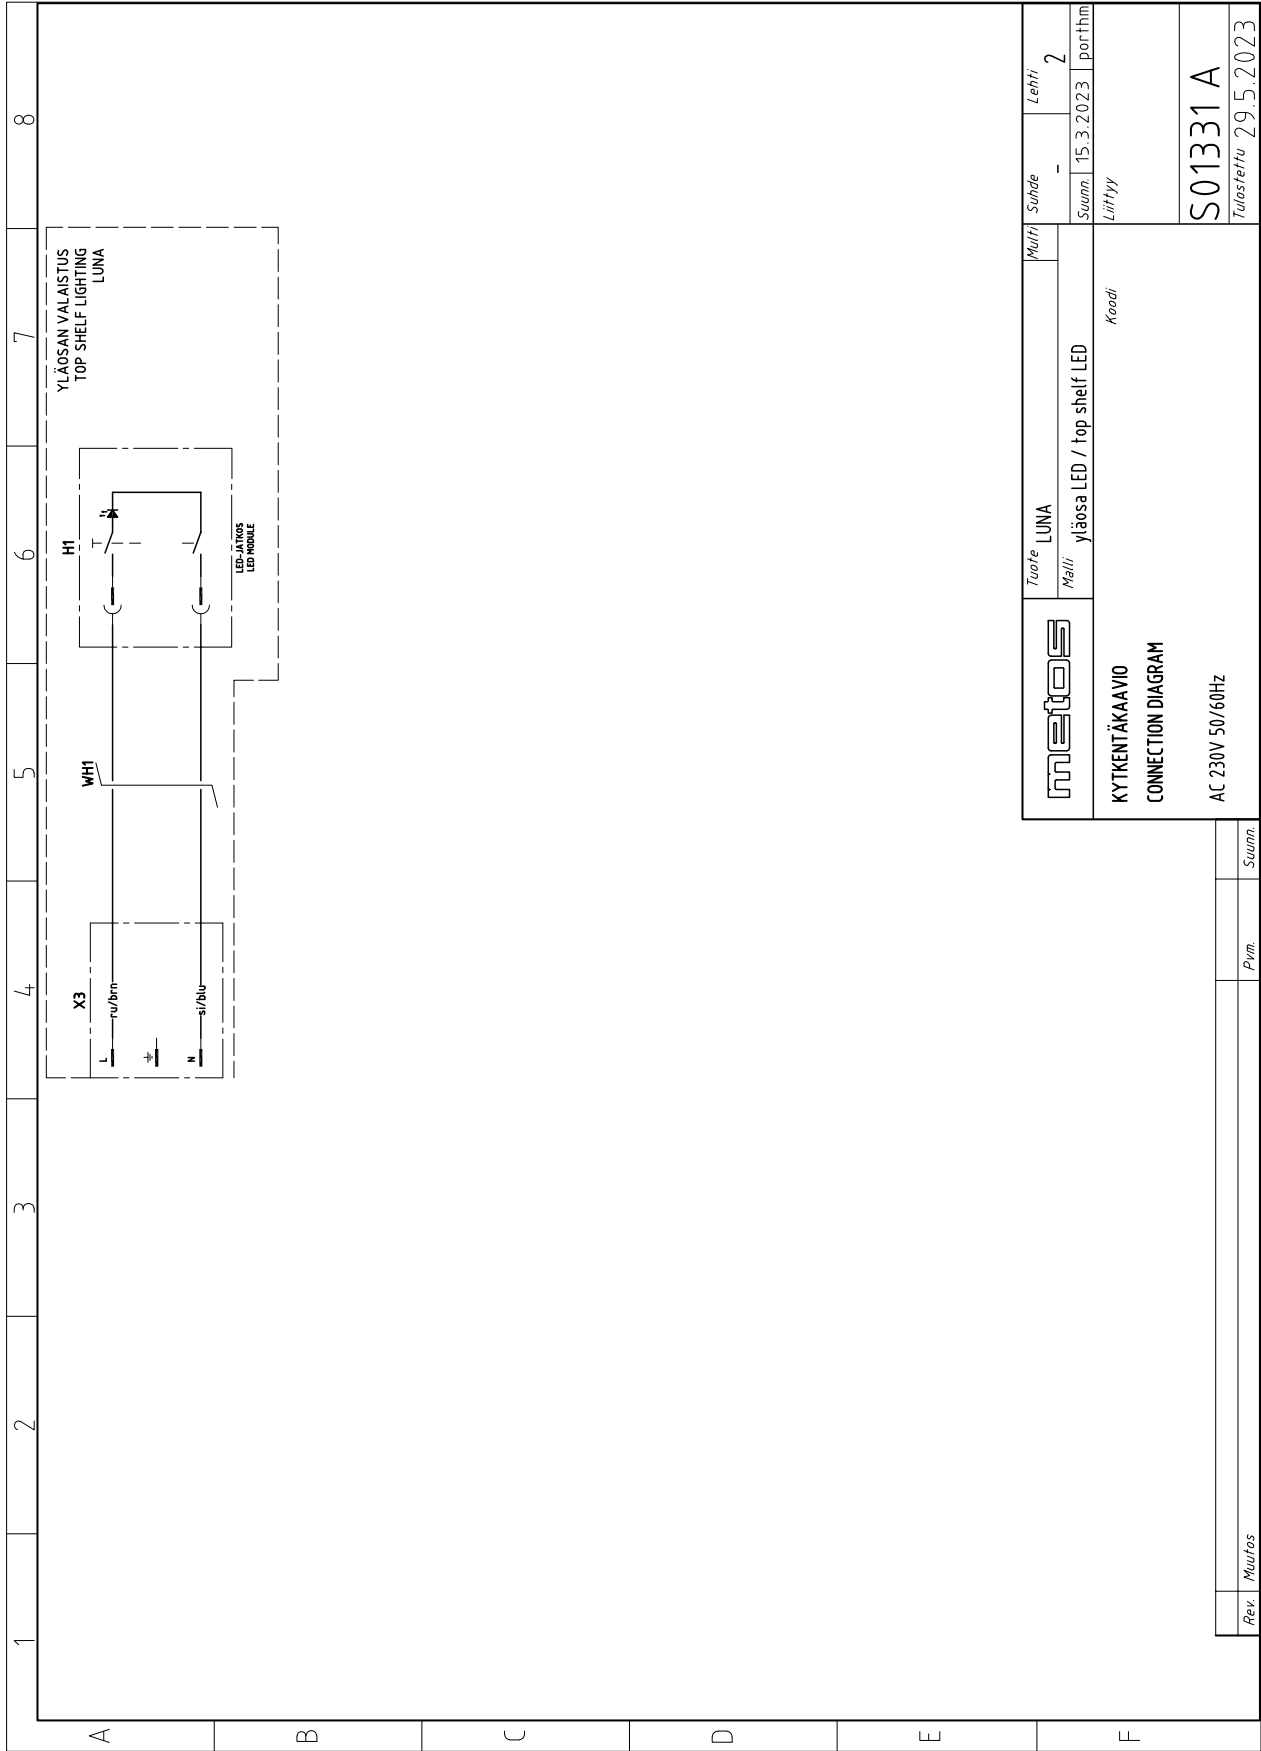 1
2
3
4
5
6
7
8
A
B
C
D
E
F
YLÄOSAN VALAISTUS
TOP SHELF LIGHTING
LUNA
X3
L
N
ru/brn
si/blu
WH1
H1
LED-JATKOS
LED MODULE
Rev.
Muutos
Pvm.
Suunn.
metos
Tuote
LUNA
Malli
yläosa LED / top shelf LED
Multi
Suhde
-
Lehti
2
Suunn.
15.3.2023
porthm
KYTKENTÄKAAVIO
CONNECTION DIAGRAM
AC 230V 50/60Hz
Koodi
Liittyy
S01331 A
Tulostettu 29.5.2023